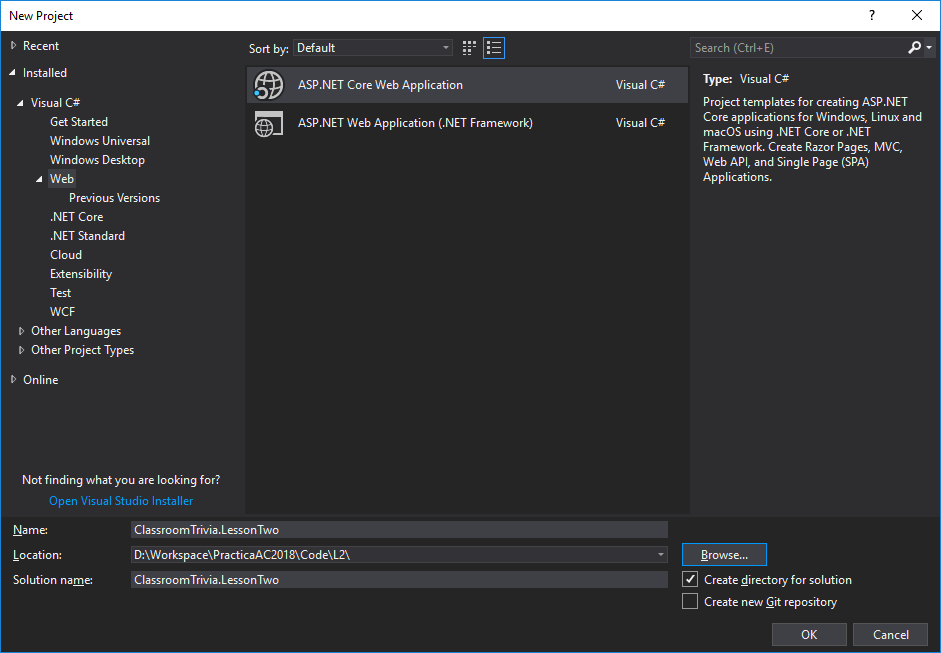 New Project
?
Recent
Installed
Visual C#
Get Started
Windows Universal
Windows Desktop
Web
Previous Versions
.NET Core
.NET Standard
Cloud
Extensibility
Test
WCF
Other Languages
Other Project Types
Online
Not finding what you are looking for?
Open Visual Studio Installer
Sort by: Default
ASP.NET Core Web Application Visual C#
ASP.NET Web Application (.NET Framework) Visual C#
Search (Ctrl+E)
Type: Visual C#
Project templates for creating ASP.NET
Core applications for Windows, Linux and
macOS using .NET Core or .NET
Framework. Create Razor Pages, MVC,
Web API, and Single Page (SPA)
Applications.
Name: ClassroomTrivia.LessonTwo
Location: D:\Workspace\PracticaAC2018\Code\L2\
Browse...
Solution name: ClassroomTrivia.LessonTwo
Create directory for solution
Create new Git repository
OK Cancel